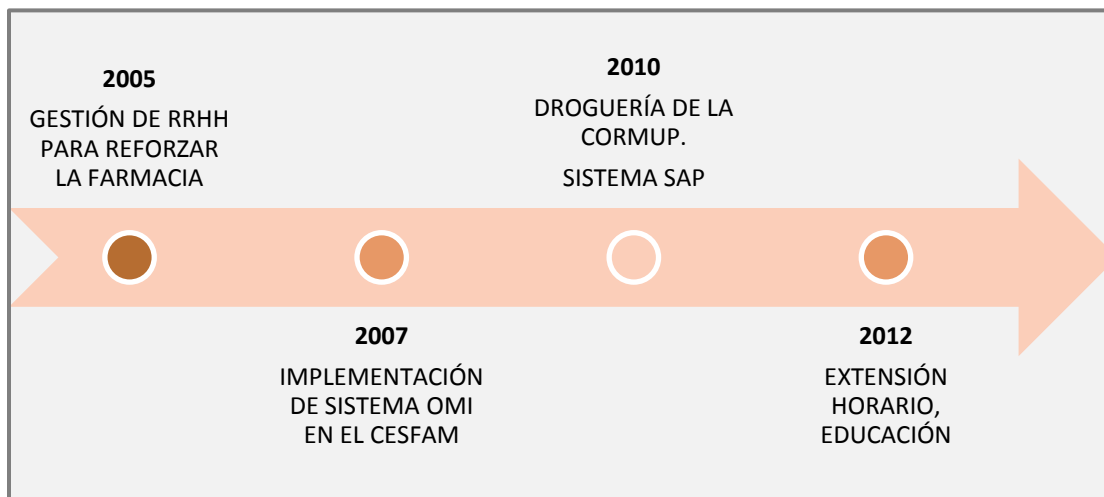 2005
GESTIÓN DE RRHH
PARA REFORZAR
LA FARMACIA
2007
IMPLEMENTACIÓN
DE SISTEMA OMI
EN EL CESFAM
2010
DROGUERÍA DE LA
CORMUP.
SISTEMA SAP
2012
EXTENSIÓN
HORARIO,
EDUCACIÓN